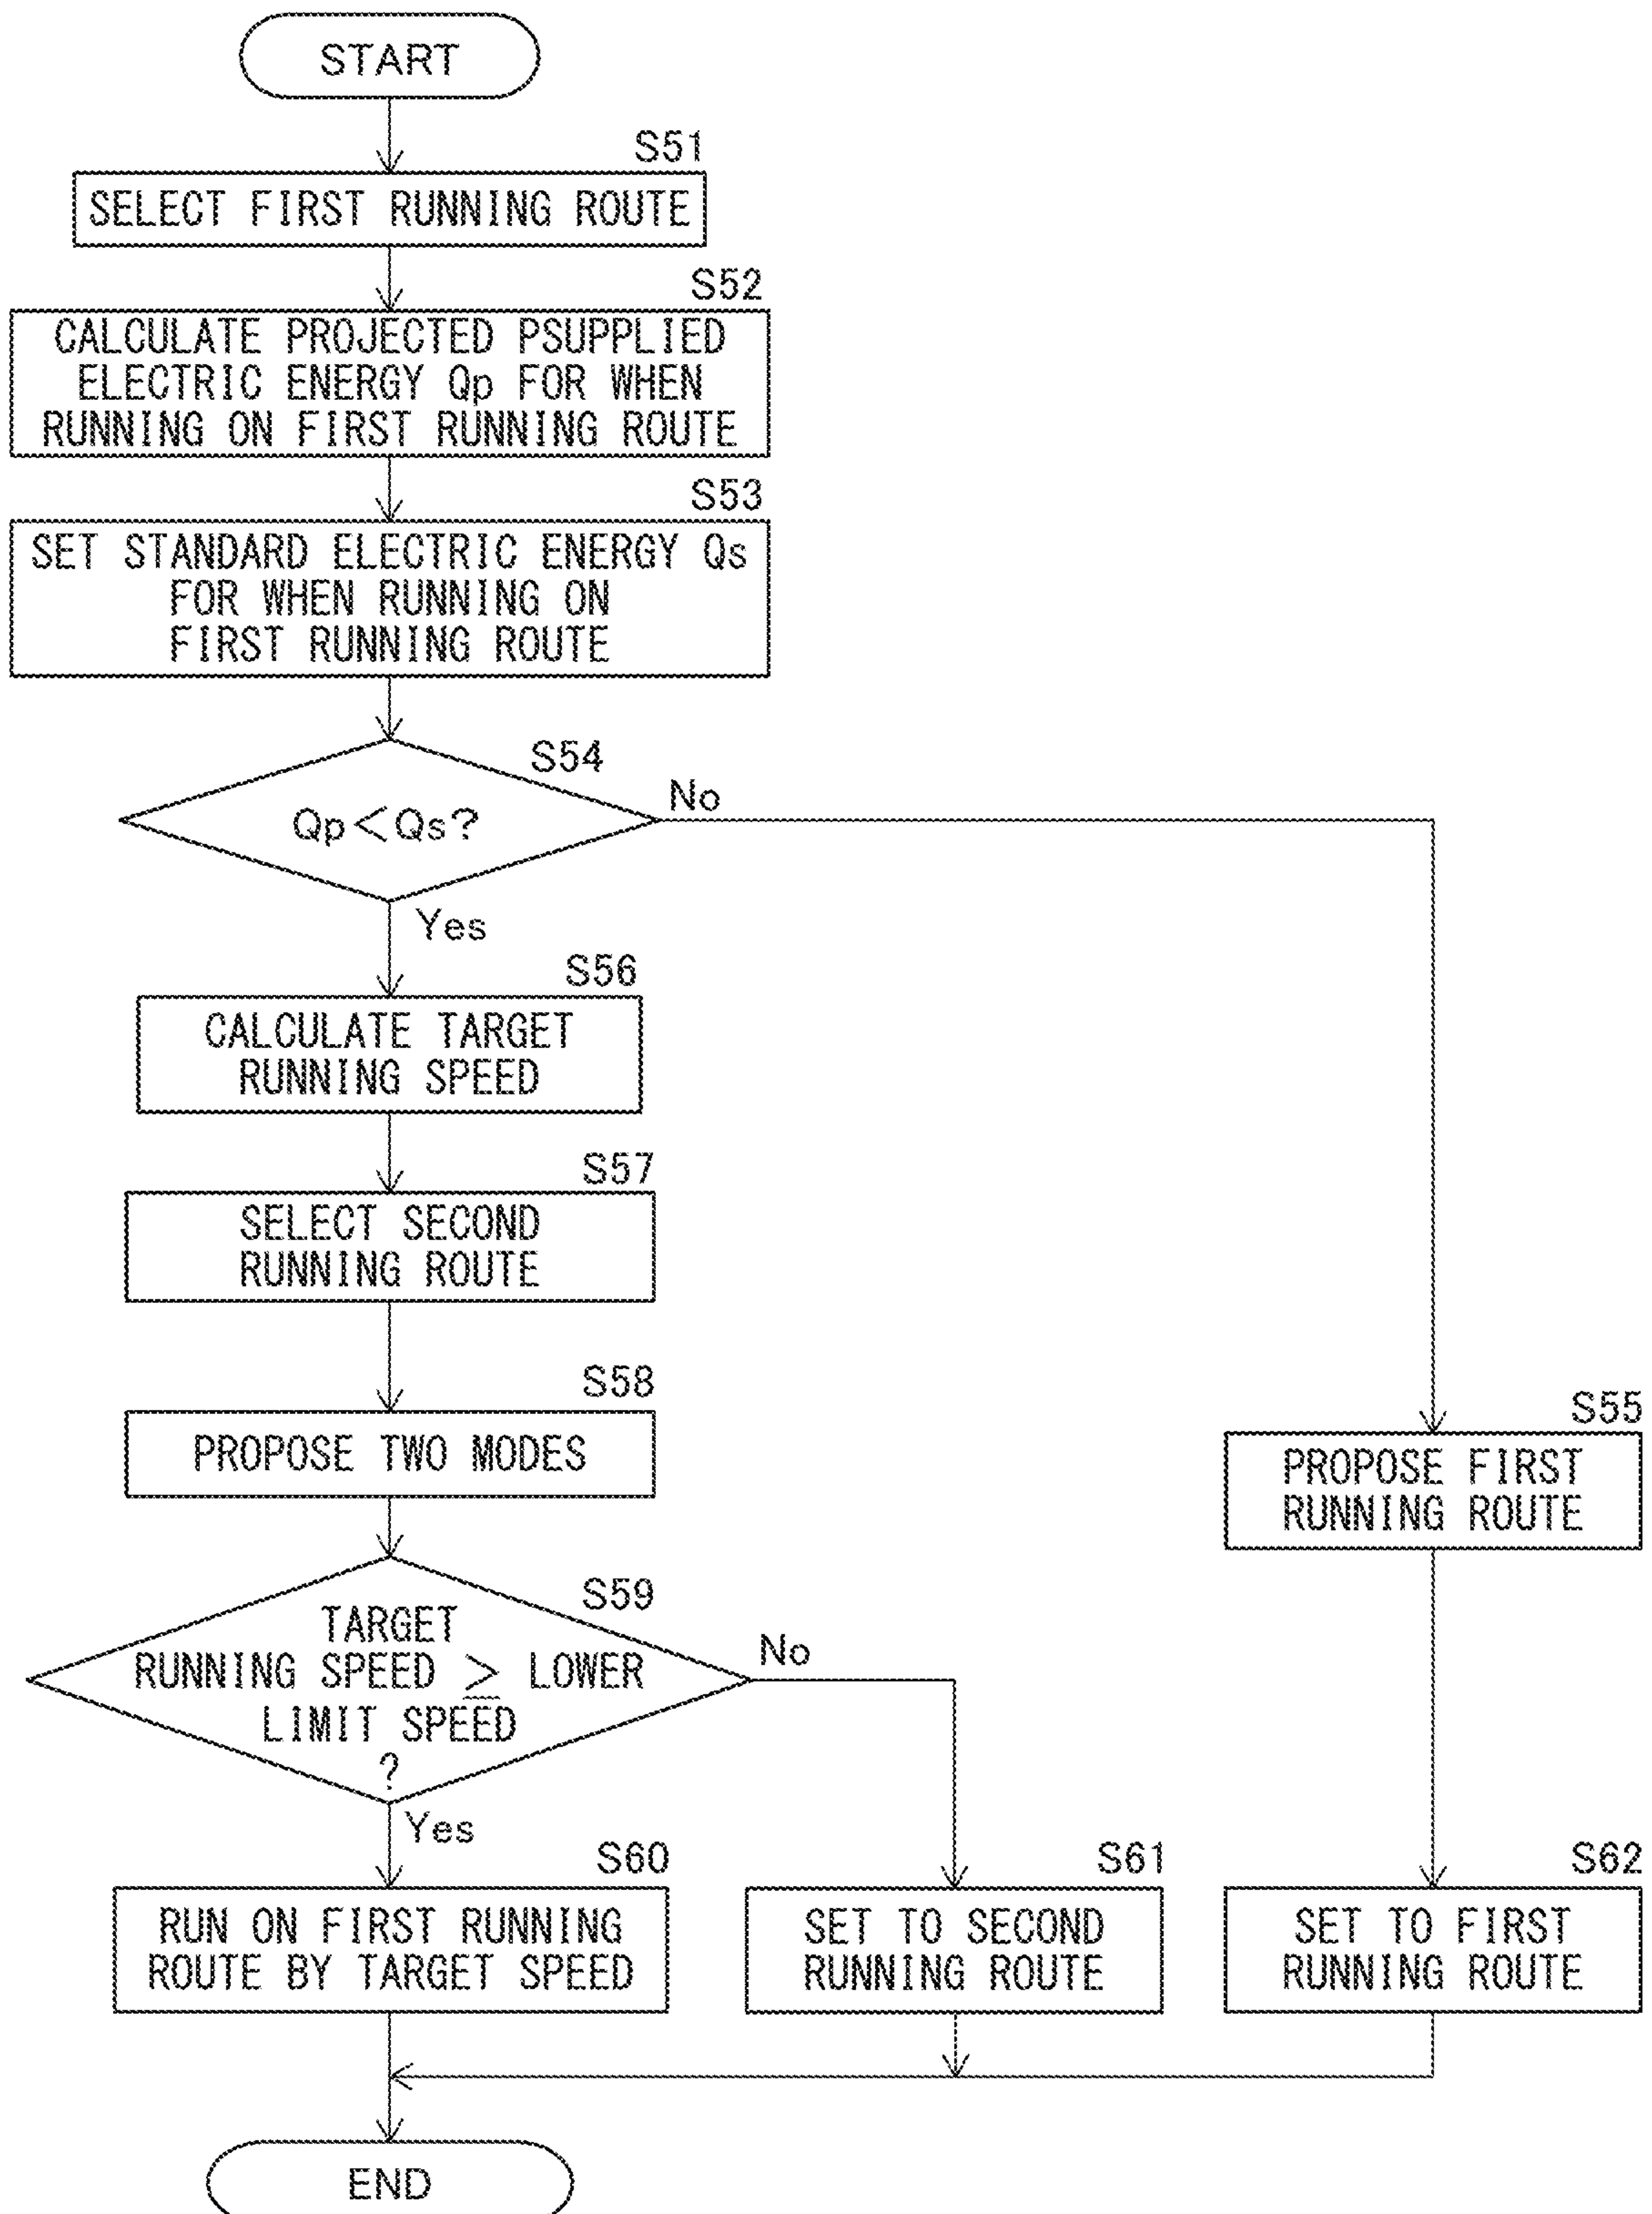 START
S51
SELECT FIRST RUNNING ROUTE
S52
CALCULATE PROJECTED PSUPPLIED
ELECTRIC ENERGY Qp FOR WHEN
RUNNING ON FIRST RUNNING ROUTE
S53
SET STANDARD ELECTRIC ENERGY Qs
FOR WHEN RUNNING ON
FIRST RUNNING ROUTE
S54
Qp<Qs?
No
Yes
S56
CALCULATE TARGET
RUNNING SPEED
S57
SELECT SECOND
RUNNING ROUTE
S58
PROPOSE TWO MODES
S55
PROPOSE FIRST
RUNNING ROUTE
S59
TARGET
RUNNING SPEED ≥ LOWER
LIMIT SPEED
?
No
Yes
S60
RUN ON FIRST RUNNING
ROUTE BY TARGET SPEED
S61
SET TO SECOND
RUNNING ROUTE
S62
SET TO FIRST
RUNNING ROUTE
END